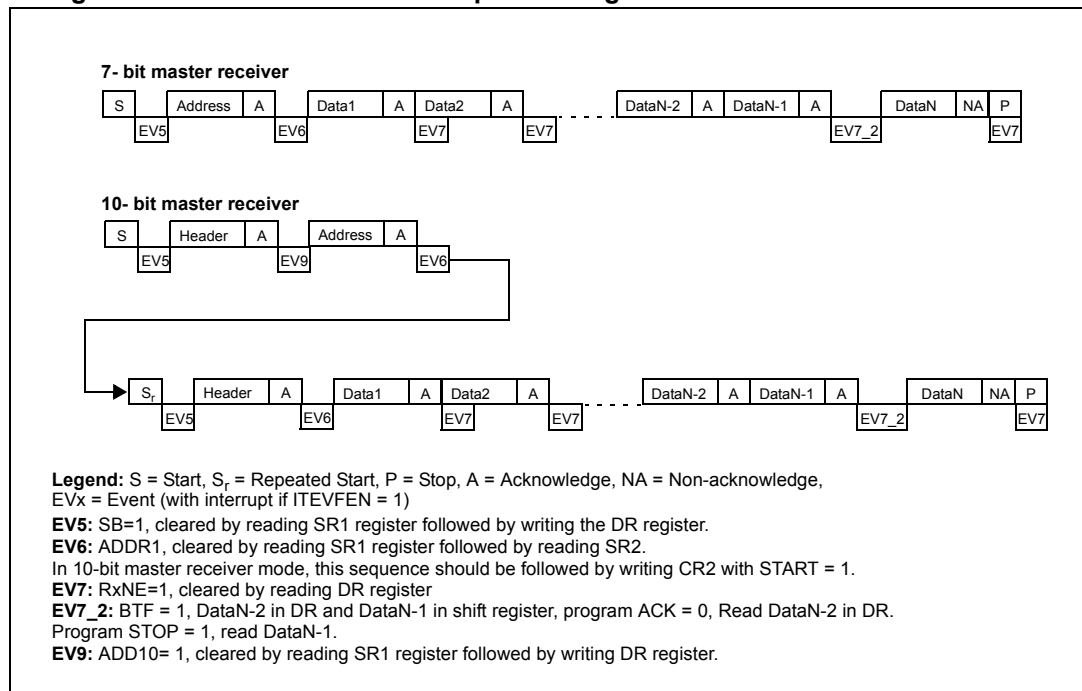 7- bit master receiver
S Address A Data1 A Data2 A DataN-2 A DataN-1 A DataN NA P
EV5 EV6 EV7 EV7 EV7_2 EV7
10- bit master receiver
S Header A Address A
EV5 EV9 EV6
Sr Header A Data1 A Data2 A DataN-2 A DataN-1 A DataN NA P
EV5 EV6 EV7 EV7 EV7_2 EV7
Legend: S = Start, Sr = Repeated Start, P = Stop, A = Acknowledge, NA = Non-acknowledge,
EVx = Event (with interrupt if ITEVFEN = 1)
EV5: SB=1, cleared by reading SR1 register followed by writing the DR register.
EV6: ADDR1, cleared by reading SR1 register followed by reading SR2.
In 10-bit master receiver mode, this sequence should be followed by writing CR2 with START = 1.
EV7: RxNE=1, cleared by reading DR register
EV7_2: BTF = 1, DataN-2 in DR and DataN-1 in shift register, program ACK = 0, Read DataN-2 in DR.
Program STOP = 1, read DataN-1.
EV9: ADD10= 1, cleared by reading SR1 register followed by writing DR register.